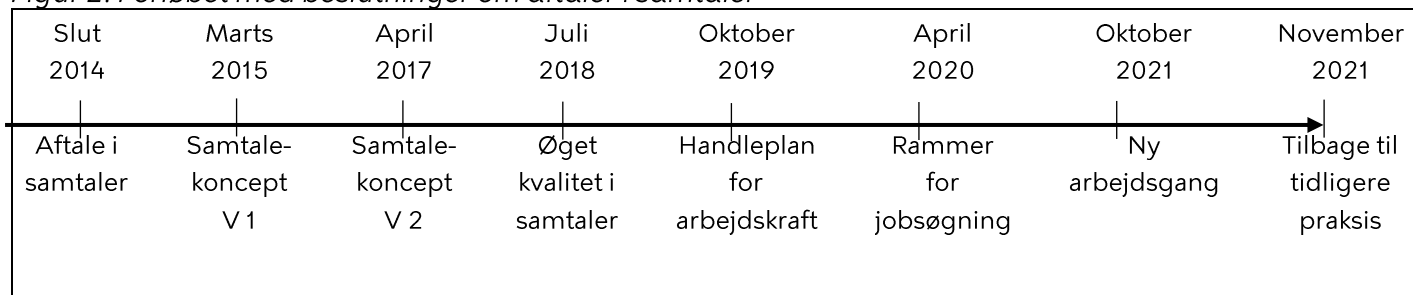 Slut Marts April Juli Oktober April Oktober November
2014 2015 2017 2018 2019 2020 2021 2021
Aftale i Samtale- Samtale- Øget Handleplan Rammer Ny Tilbage til
samtaler koncept koncept kvalitet i for for arbejdsgang tidligere
V 1 V 2 samtaler arbejdskraft jobsøgning praksis